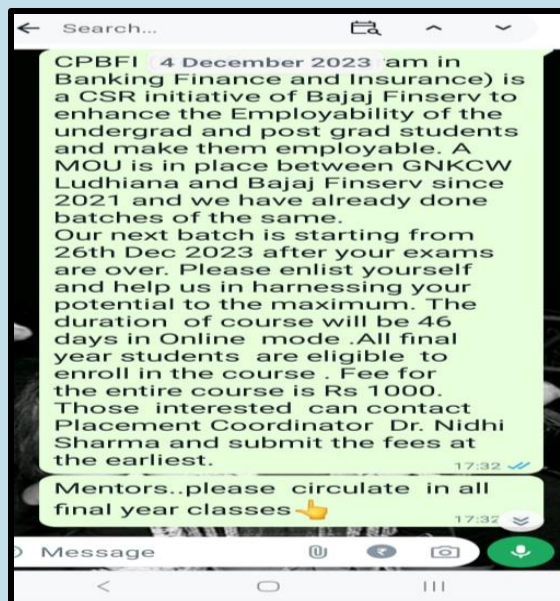 Search...
CPBFI 4 December 2023 am in
Banking Finance and Insurance) is
a CSR initiative of Bajaj Finserv to
enhance the Employability of the
undergrad and post grad students
and make them employable. A
MOU is in place between GNKCW
Ludhiana and Bajaj Finserv since
2021 and we have already done
batches of the same.
Our next batch is starting from
26th Dec 2023 after your exams
are over. Please enlist yourself
and help us in harnessing your
potential to the maximum. The
duration of course will be 46
days in Online mode .All final
year students are eligible to
enroll in the course . Fee for
the entire course is Rs 1000.
Those interested can contact
Placement Coordinator Dr. Nidhi
Sharma and submit the fees at
the earliest.
17:32
Mentors..please circulate in all
final year classes👆
17:32
Message